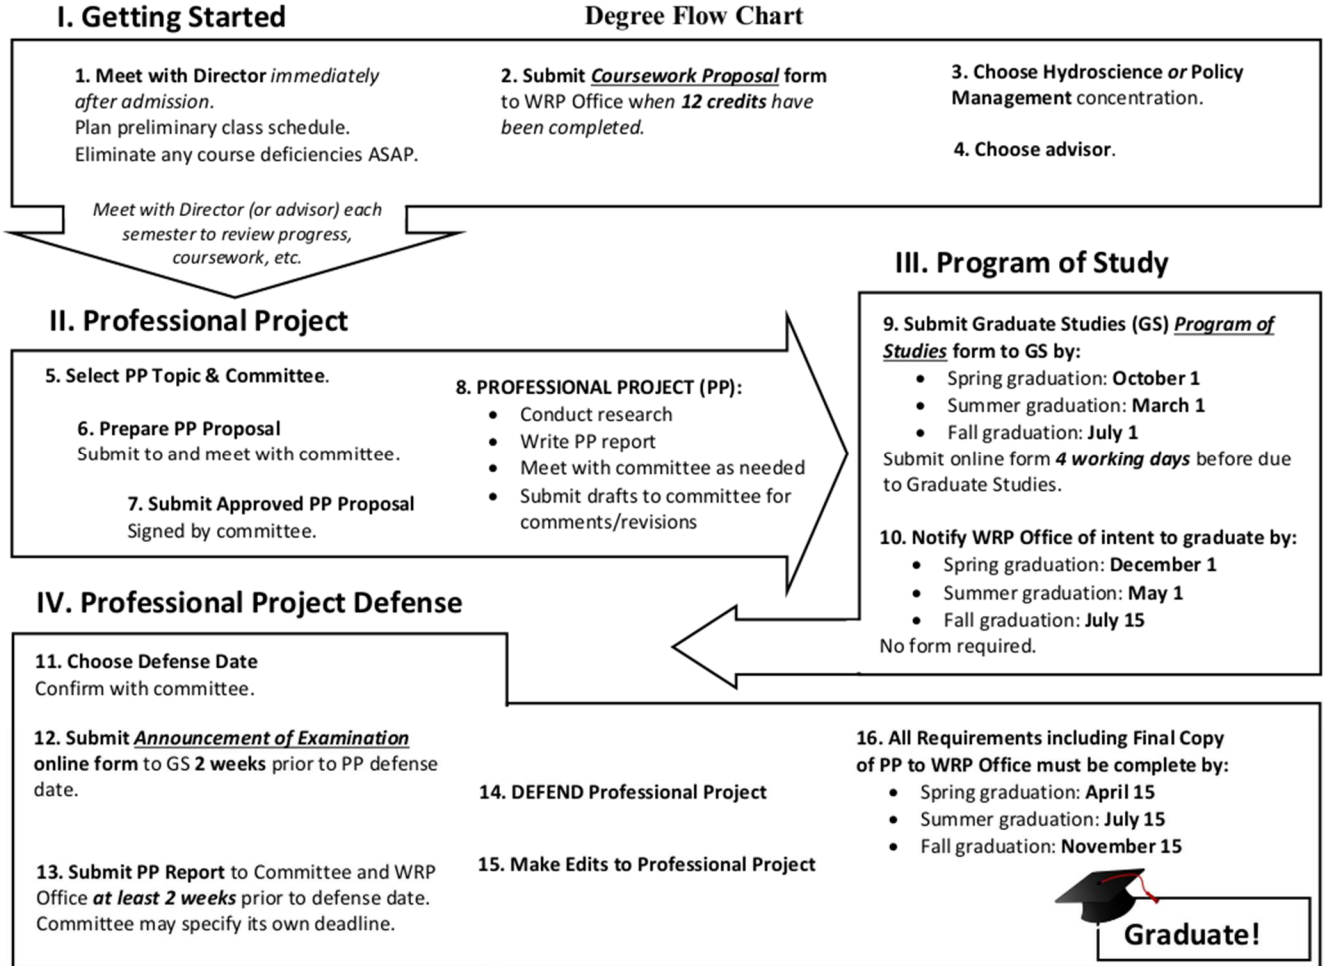 I. Getting Started
Degree Flow Chart
1. Meet with Director immediately
after admission.
Plan preliminary class schedule.
Eliminate any course deficiencies ASAP.
2. Submit Coursework Proposal form
to WRP Office when 12 credits have
been completed.
3. Choose Hydroscience or Policy
Management concentration.
4. Choose advisor.
Meet with Director (or advisor) each
semester to review progress,
coursework, etc.
II. Professional Project
5. Select PP Topic & Committee.
6. Prepare PP Proposal
Submit to and meet with committee.
7. Submit Approved PP Proposal
Signed by committee.
8. PROFESSIONAL PROJECT (PP):
• Conduct research
• Write PP report
• Meet with committee as needed
• Submit drafts to committee for
comments/revisions
III. Program of Study
9. Submit Graduate Studies (GS) Program of
Studies form to GS by:
• Spring graduation: October 1
• Summer graduation: March 1
• Fall graduation: July 1
Submit online form 4 working days before due
to Graduate Studies.
10. Notify WRP Office of intent to graduate by:
• Spring graduation: December 1
• Summer graduation: May 1
• Fall graduation: July 15
No form required.
IV. Professional Project Defense
11. Choose Defense Date
Confirm with committee.
12. Submit Announcement of Examination
online form to GS 2 weeks prior to PP defense
date.
13. Submit PP Report to Committee and WRP
Office at least 2 weeks prior to defense date.
Committee may specify its own deadline.
14. DEFEND Professional Project
15. Make Edits to Professional Project
16. All Requirements including Final Copy
of PP to WRP Office must be complete by:
• Spring graduation: April 15
• Summer graduation: July 15
• Fall graduation: November 15
Graduate!